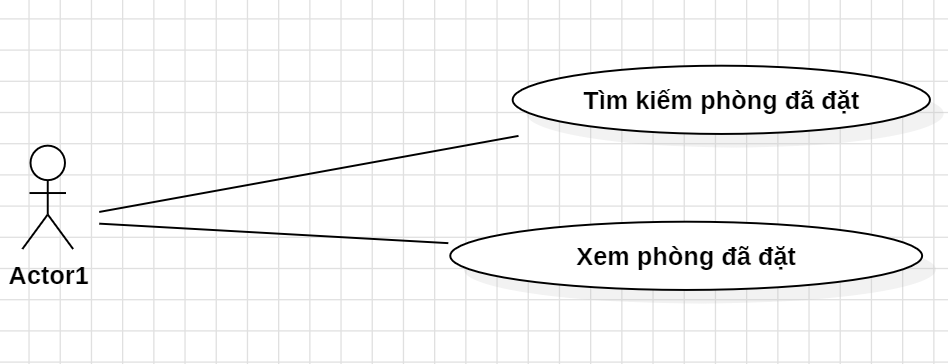 Tìm kiếm phòng đã đặt
Xem phòng đã đặt
Actor1